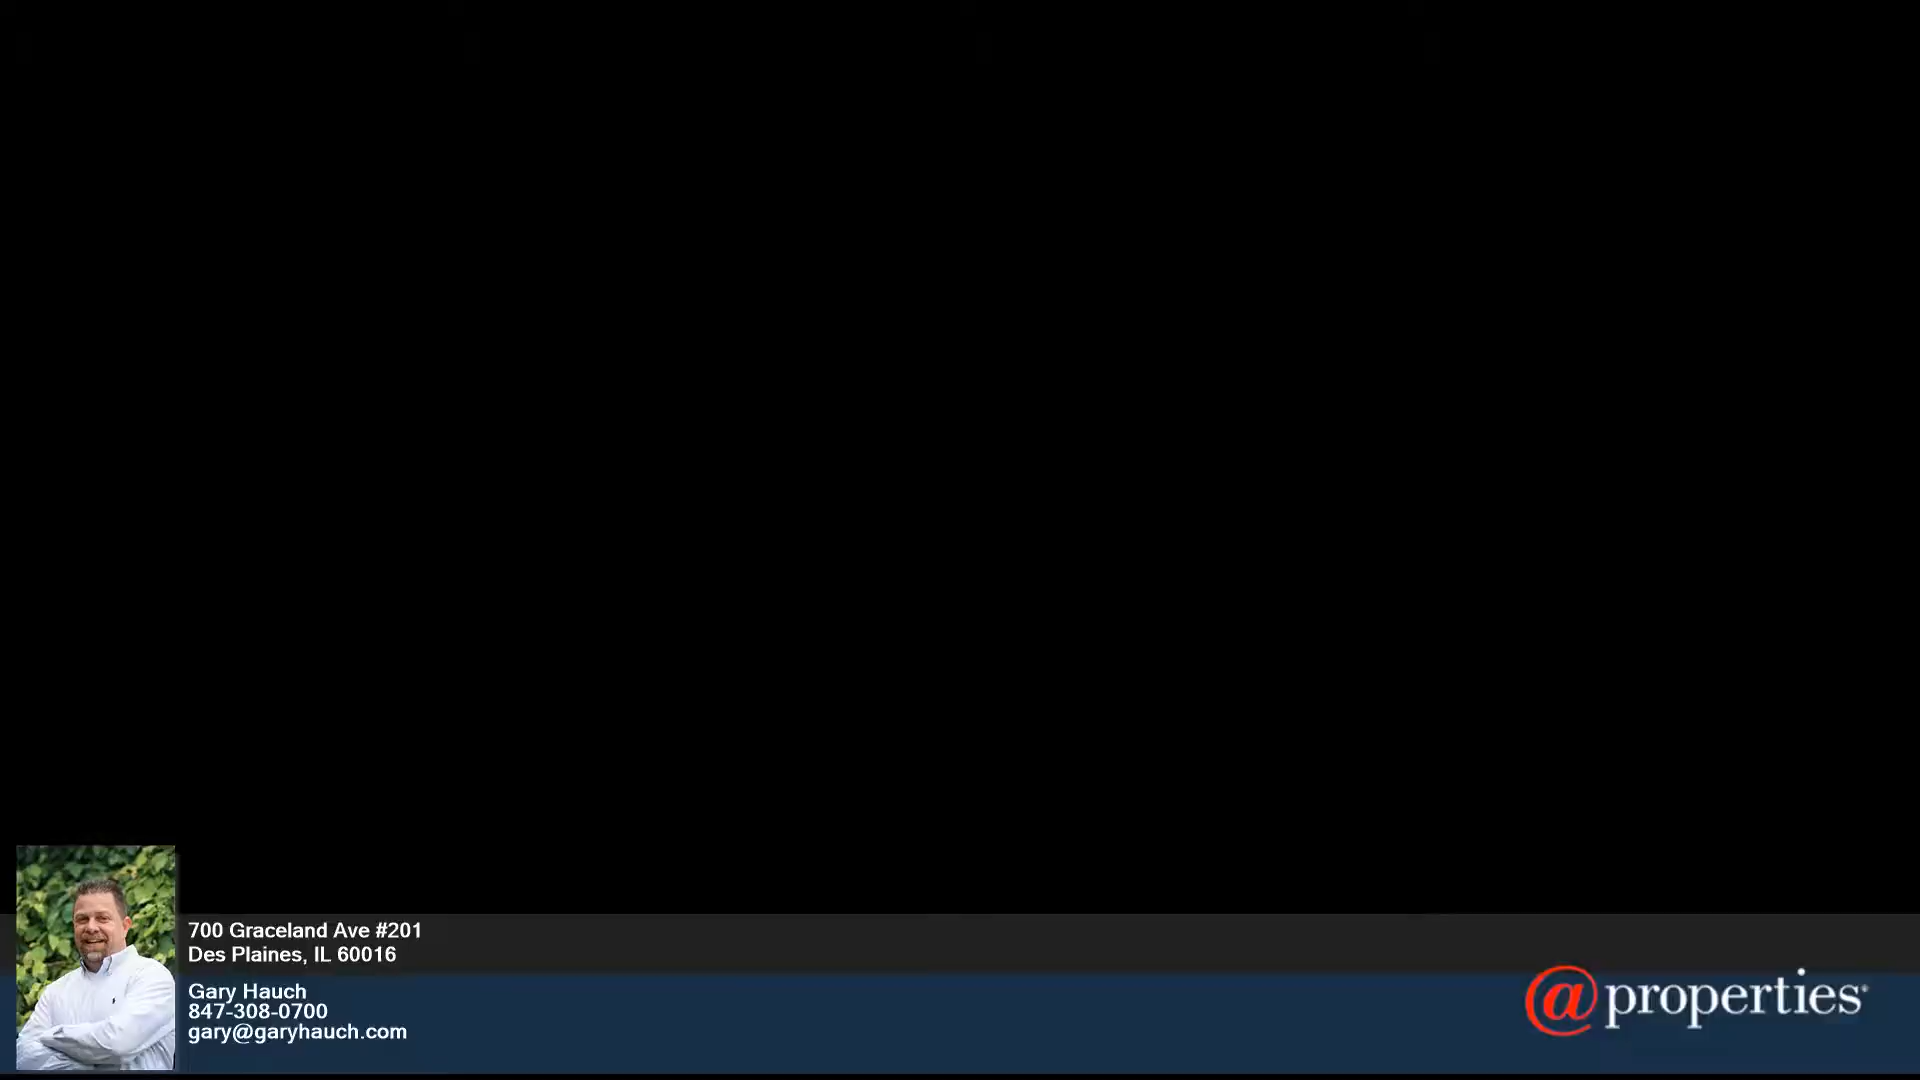 700 Graceland Ave #201
Des Plaines, IL 60016
Gary Hauch
847-308-0700
gary@garyhauch.com
@properties®